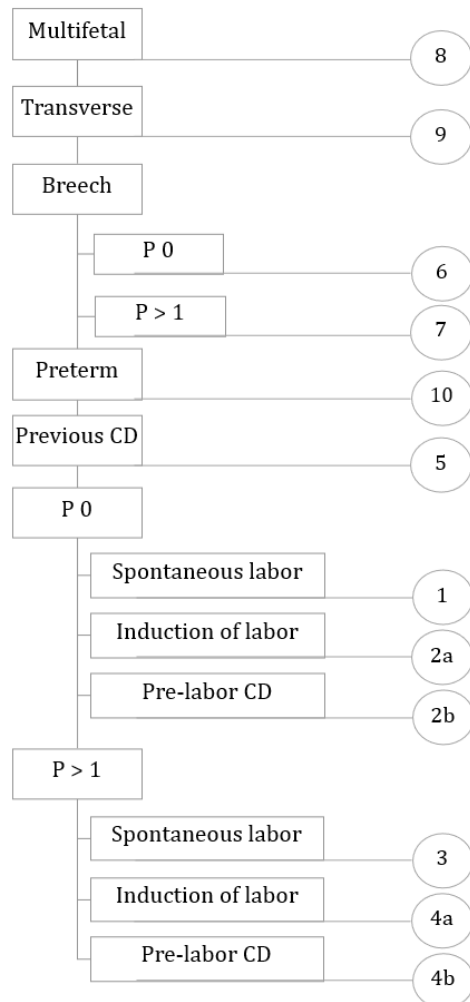 Multifetal
8
Transverse
9
Breech
P 0
6
P > 1
7
Preterm
10
Previous CD
5
P 0
Spontaneous labor
1
Induction of labor
2a
Pre-labor CD
2b
P > 1
Spontaneous labor
3
Induction of labor
4a
Pre-labor CD
4b